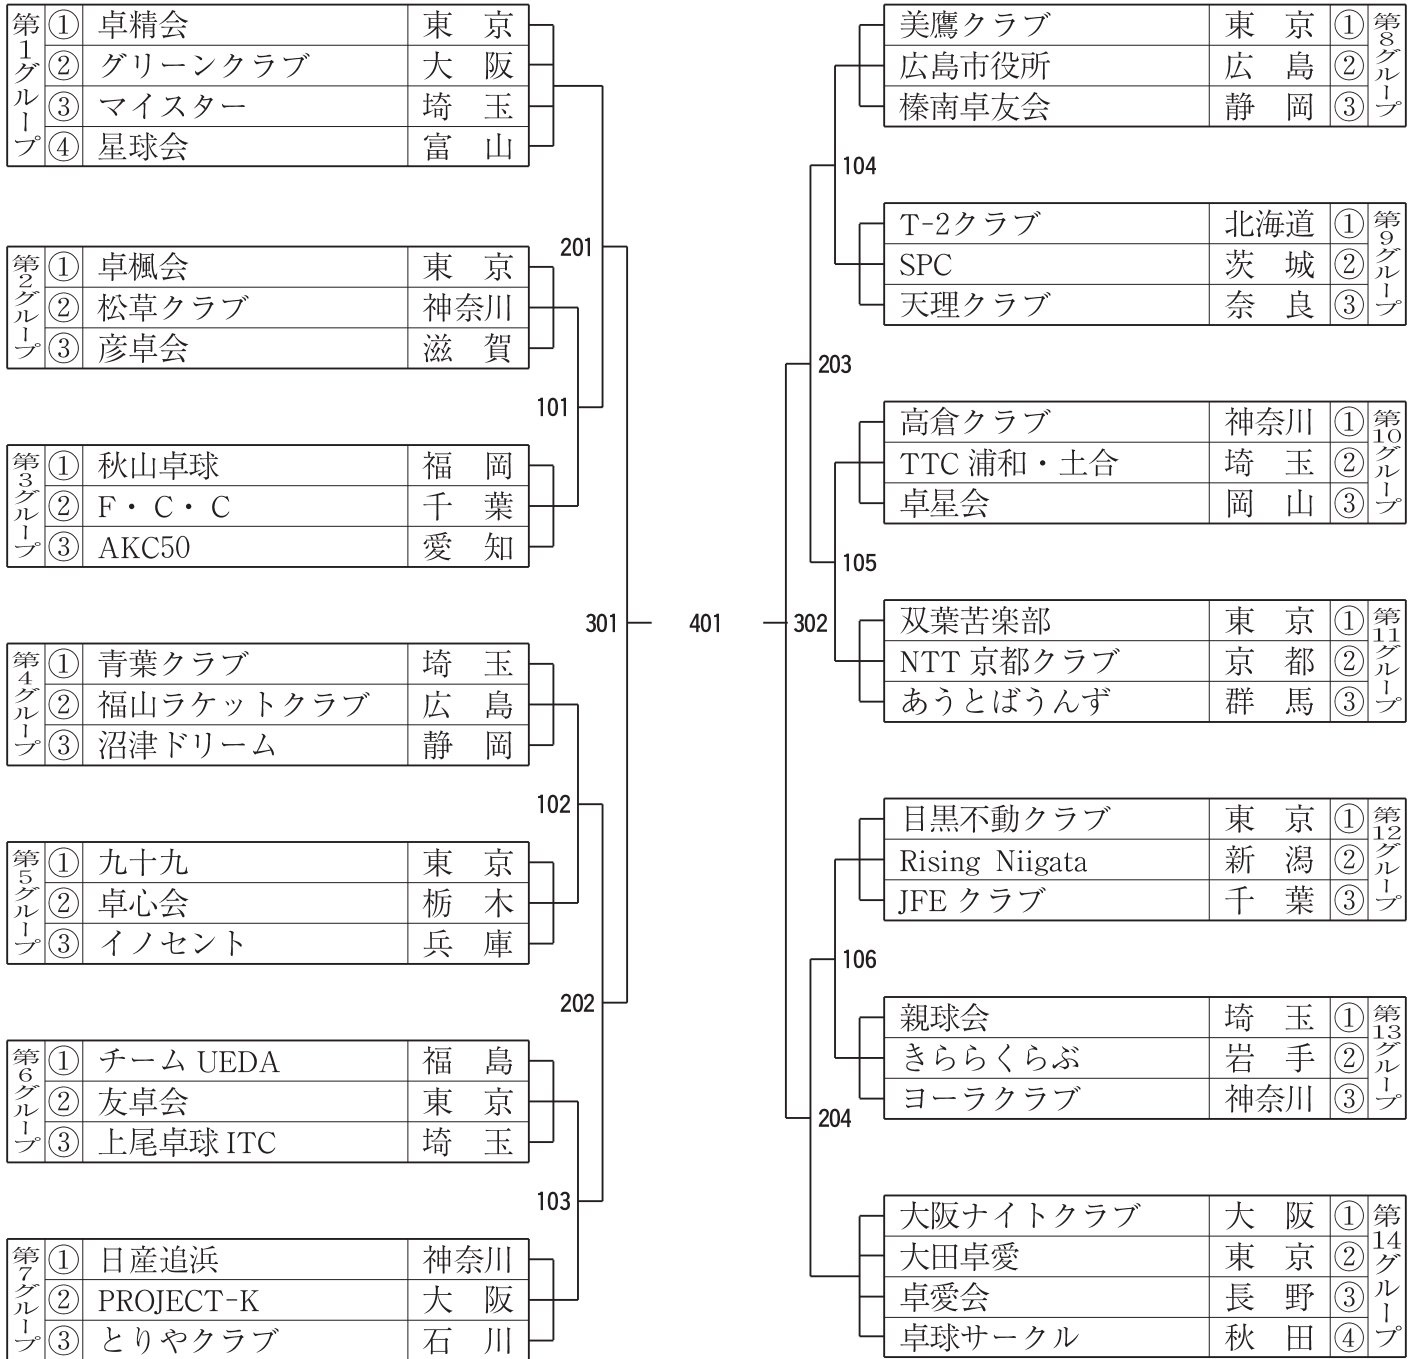 第1グループ
① 卓精会 東京
② グリーンクラブ 大阪
③ マイスター 埼玉
④ 星球会 富山
201
第2グループ
① 卓楓会 東京
② 松草クラブ 神奈川
③ 彦卓会 滋賀
101
第3グループ
① 秋山卓球 福岡
② F・C・C 千葉
③ AKC50 愛知
301
第4グループ
① 青葉クラブ 埼玉
② 福山ラケットクラブ 広島
③ 沼津ドリーム 静岡
102
第5グループ
① 九十九 東京
② 卓心会 栃木
③ イノセント 兵庫
202
第6グループ
① チーム UEDA 福島
② 友卓会 東京
③ 上尾卓球 ITC 埼玉
103
第7グループ
① 日産追浜 神奈川
② PROJECT-K 大阪
③ とりやクラブ 石川
401
第8グループ
美鷹クラブ 東京 ①
広島市役所 広島 ②
榛南卓友会 静岡 ③
104
第9グループ
T-2クラブ 北海道 ①
SPC 茨城 ②
天理クラブ 奈良 ③
203
第10グループ
高倉クラブ 神奈川 ①
TTC 浦和・土合 埼玉 ②
卓星会 岡山 ③
105
302
第11グループ
双葉苦楽部 東京 ①
NTT 京都クラブ 京都 ②
あうとばうんず 群馬 ③
第12グループ
目黒不動クラブ 東京 ①
Rising Niigata 新潟 ②
JFE クラブ 千葉 ③
106
第13グループ
親球会 埼玉 ①
きららくらぶ 岩手 ②
ヨーラクラブ 神奈川 ③
204
第14グループ
大阪ナイトクラブ 大阪 ①
大田卓愛 東京 ②
卓愛会 長野 ③
卓球サークル 秋田 ④